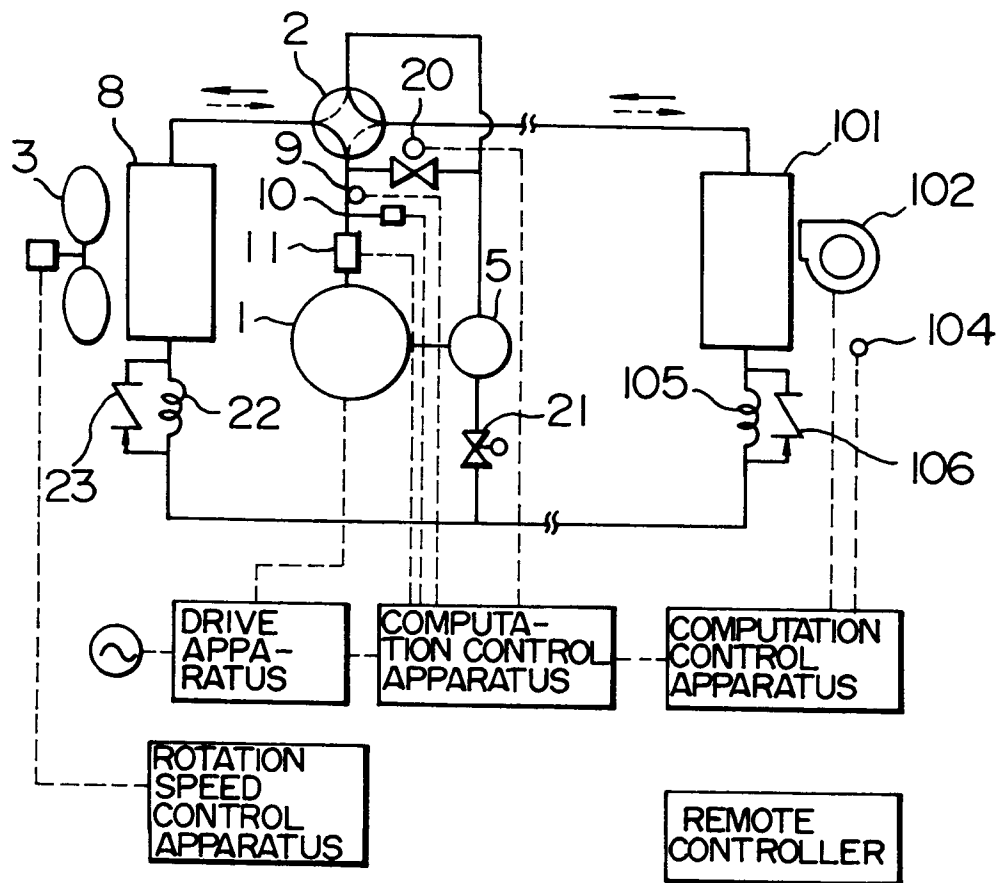 2
20
8
101
3
9
102
10
11
5
1
104
105
22
21
23
106
DRIVE
APPA-
RATUS
COMPUTA-
TION CONTROL
APPARATUS
COMPUTATION
CONTROL
APPARATUS
ROTATION
SPEED
CONTROL
APPARATUS
REMOTE
CONTROLLER